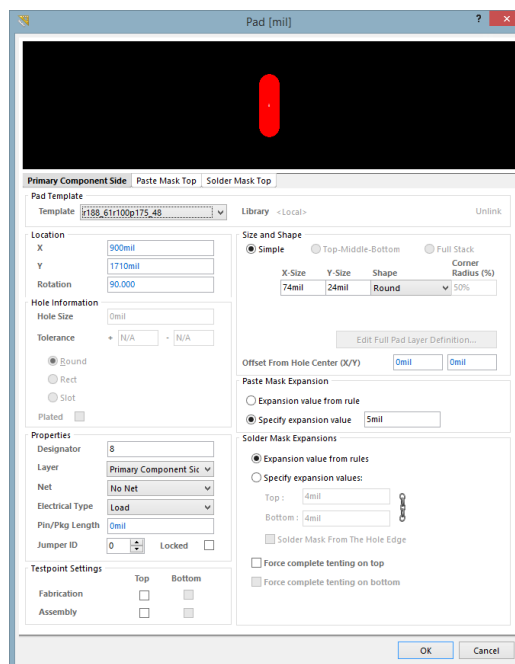 Pad [mil]
?
Primary Component Side Paste Mask Top Solder Mask Top
Pad Template
Template r188_61r100p175_48 Library <Local> Unlink
Location
X 900mil
Y 1710mil
Rotation 90.000
Hole Information
Hole Size 0mil
Tolerance + N/A - N/A
Round
Rect
Slot
Plated
Properties
Designator 8
Layer Primary Component Sic
Net No Net
Electrical Type Load
Pin/Pkg Length 0mil
Jumper ID 0 Locked
Testpoint Settings
Top Bottom
Fabrication
Assembly
Size and Shape
Simple Top-Middle-Bottom Full Stack
X-Size Y-Size Shape Corner Radius (%)
74mil 24mil Round 50%
Edit Full Pad Layer Definition...
Offset From Hole Center (X/Y) 0mil 0mil
Paste Mask Expansion
Expansion value from rule
Specify expansion value 5mil
Solder Mask Expansions
Expansion value from rules
Specify expansion values:
Top : 4mil
Bottom : 4mil
Solder Mask From The Hole Edge
Force complete tenting on top
Force complete tenting on bottom
OK Cancel